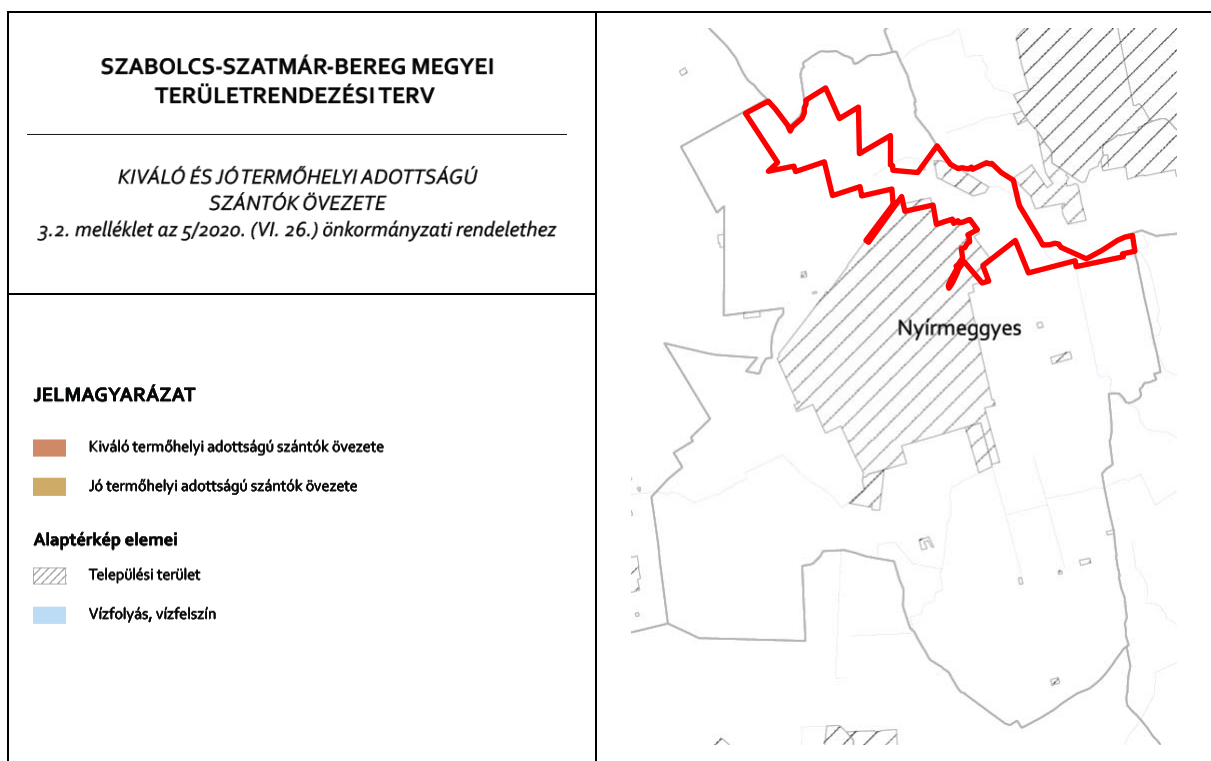 SZABOLCS-SZATMÁR-BEREG MEGYEI
TERÜLETRENDEZÉSI TERV
KIVÁLÓ ÉS JÓ TERMŐHELYI ADOTTSÁGÚ
SZÁNTÓK ÖVEZETE
3.2. melléklet az 5/2020. (VI. 26.) önkormányzati rendelethez
JELMAGYARÁZAT
Kiváló termőhelyi adottságú szántók övezete
Jó termőhelyi adottságú szántók övezete
Alaptérkép elemei
Települési terület
Vízfolyás, vízfelszín
Nyírmeggyes